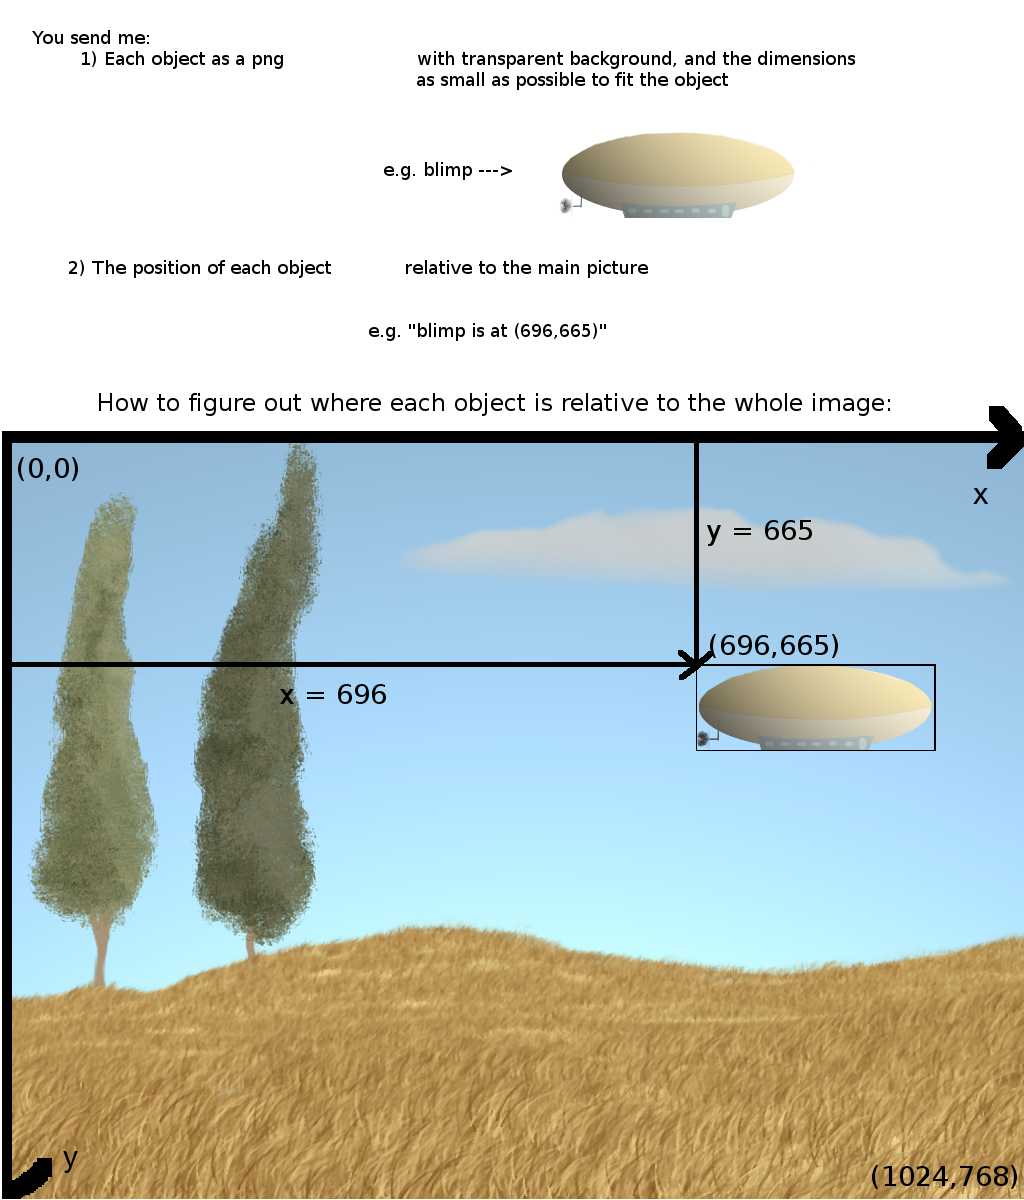 You send me:
1) Each object as a png with transparent background, and the dimensions
as small as possible to fit the object
e.g. blimp --->
2) The position of each object relative to the main picture
e.g. "blimp is at (696,665)"
How to figure out where each object is relative to the whole image:
(0,0)
x
y = 665
(696,665)
x = 696
y
(1024,768)